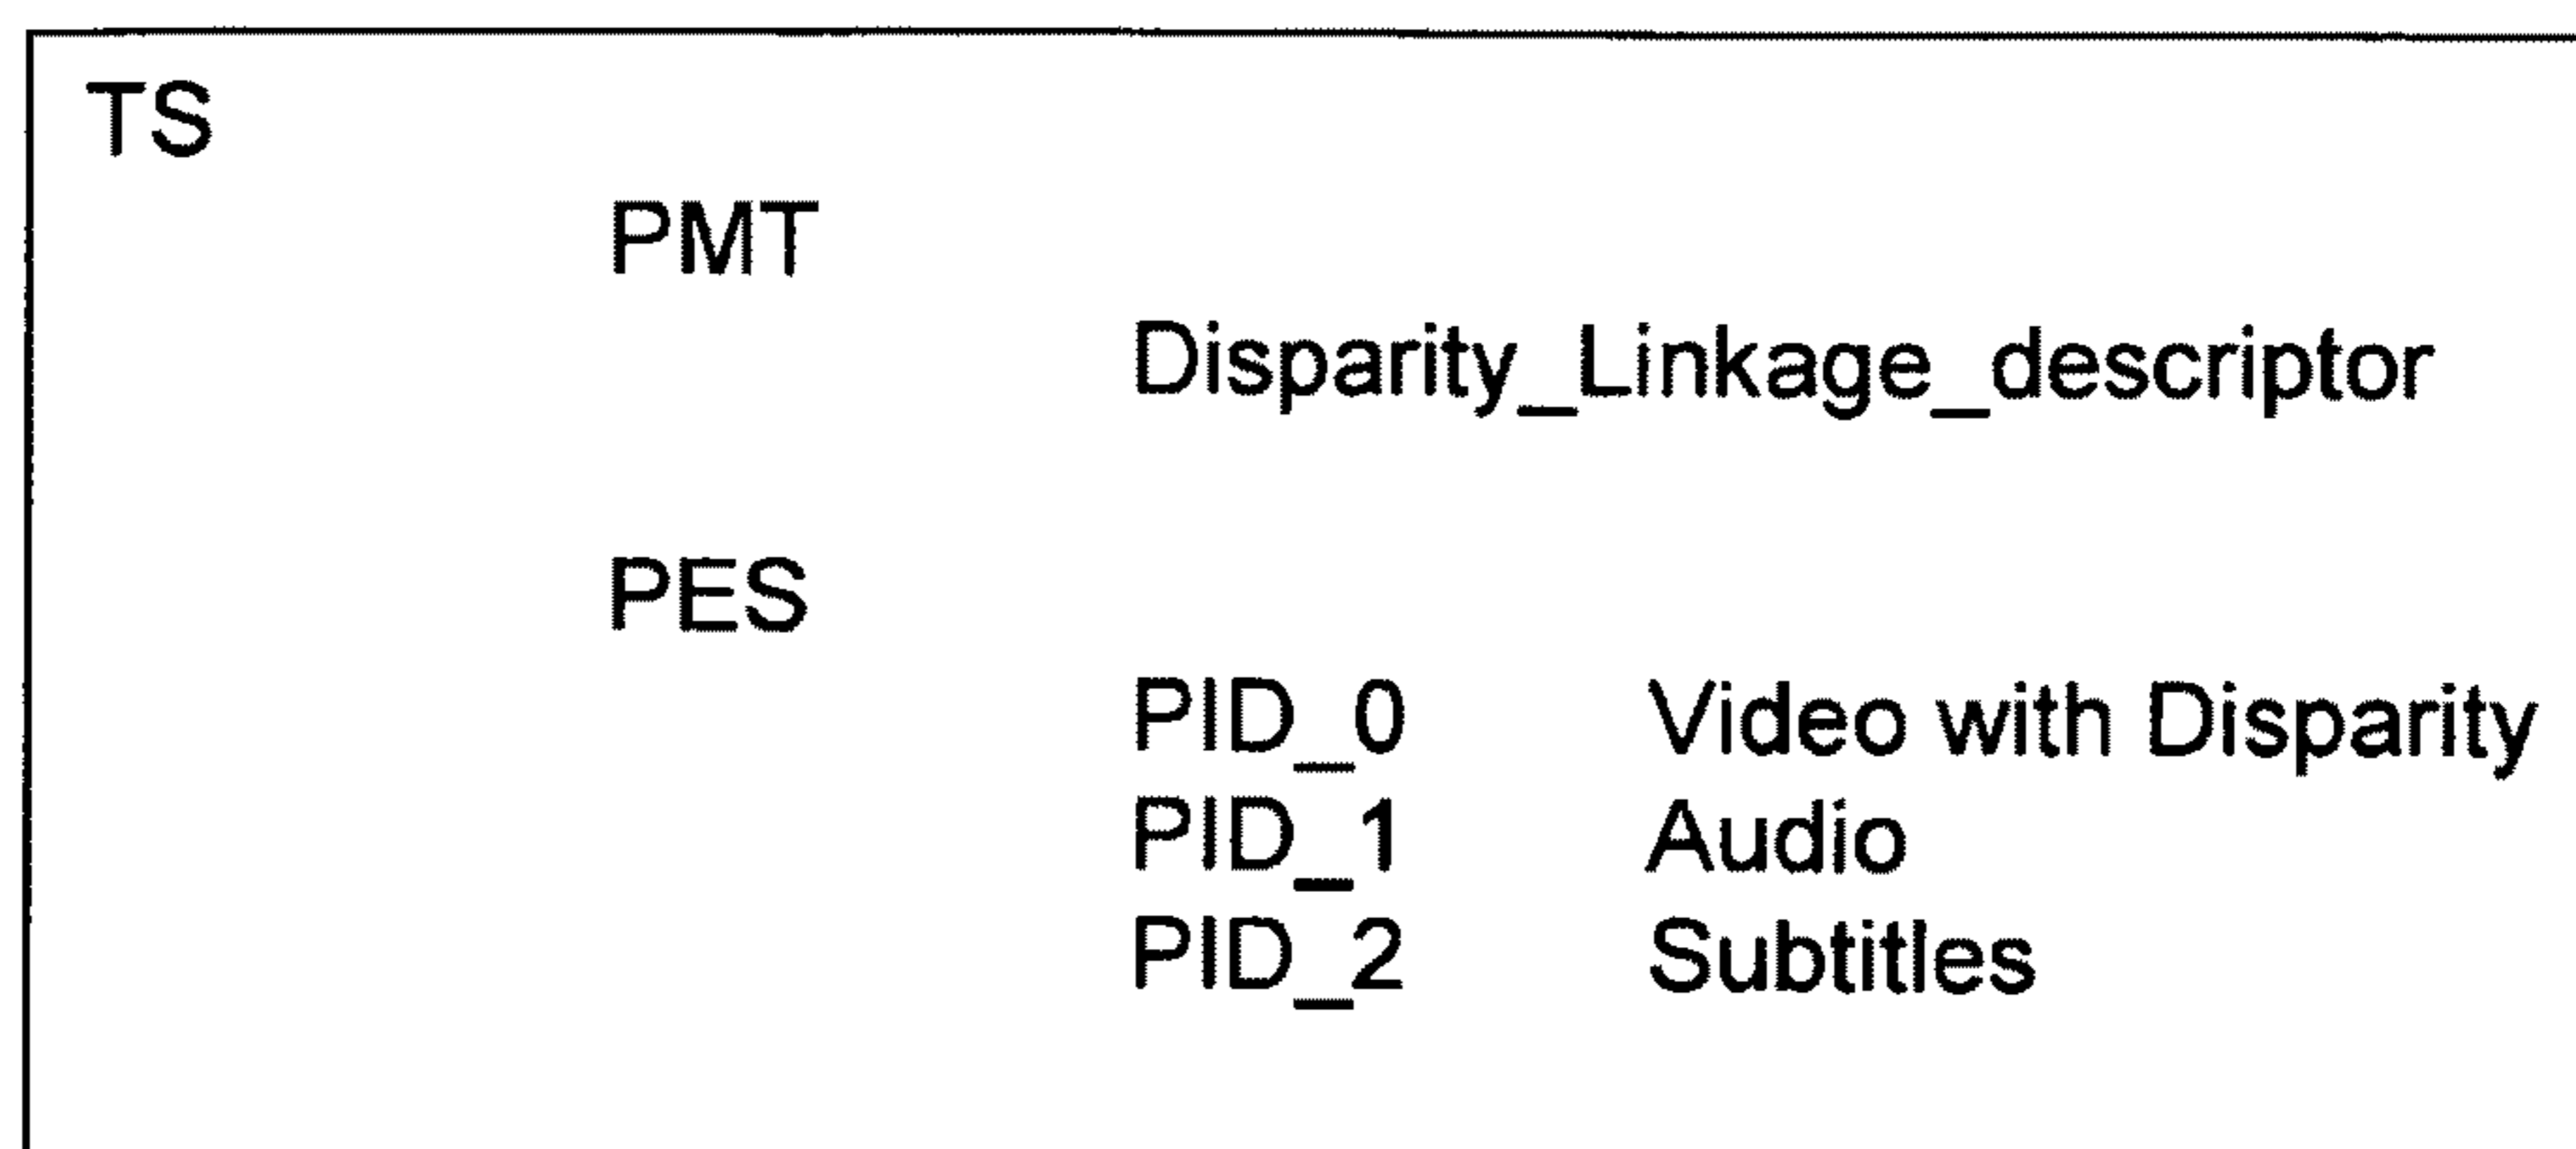 TS
PMT
Disparity_Linkage_descriptor
PES
PID_0 Video with Disparity
PID_1 Audio
PID_2 Subtitles